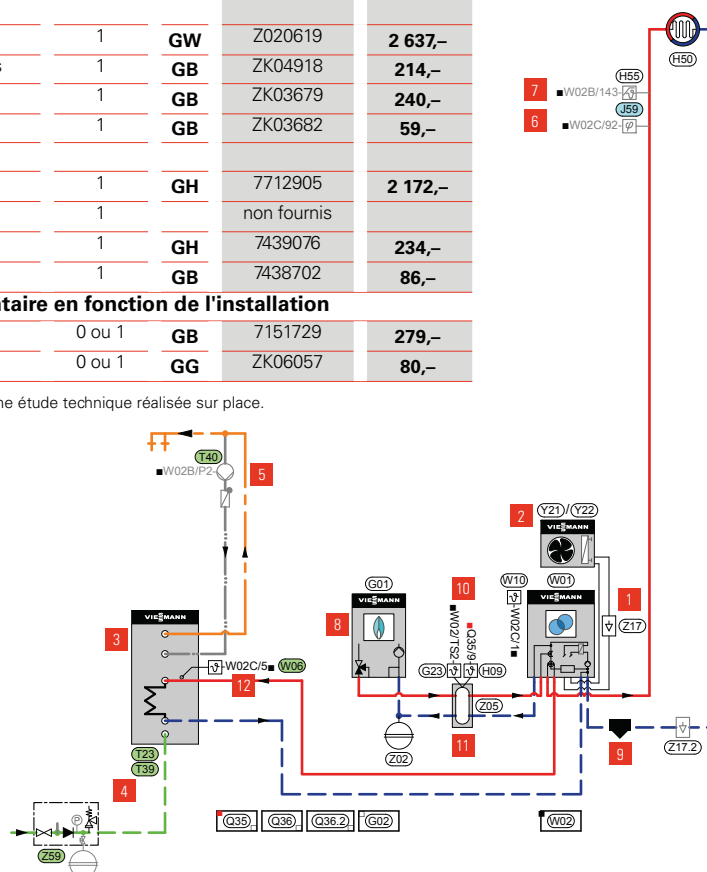 1 GW Z020619 2 637,–
s 1 GB ZK04918 214,–
1 GB ZK03679 240,–
1 GB ZK03682 59,–
1 GH 7712905 2 172,–
1 non fournis
1 GH 7439076 234,–
1 GB 7438702 86,–
taire en fonction de l'installation
0 ou 1 GB 7151729 279,–
0 ou 1 GG ZK06057 80,–
ne étude technique réalisée sur place.
H50
H55
7 ■W02B/143
J59
6 ■W02C/92
T40
■W02B/P2
5
2 Y21/Y22
VIESMANN
G01
10
W10 W01
1
8 VIESMANN
VIESMANN
Z17
■W02/TS2
■Q35/9
W02C/1■
3 VIESMANN
G23 H09
W02C/5■ W06
12
Z05
11
Z02
9
Z17.2
T23
T39
4
P
Z59
Q35 Q36 Q36.2 G02 W02